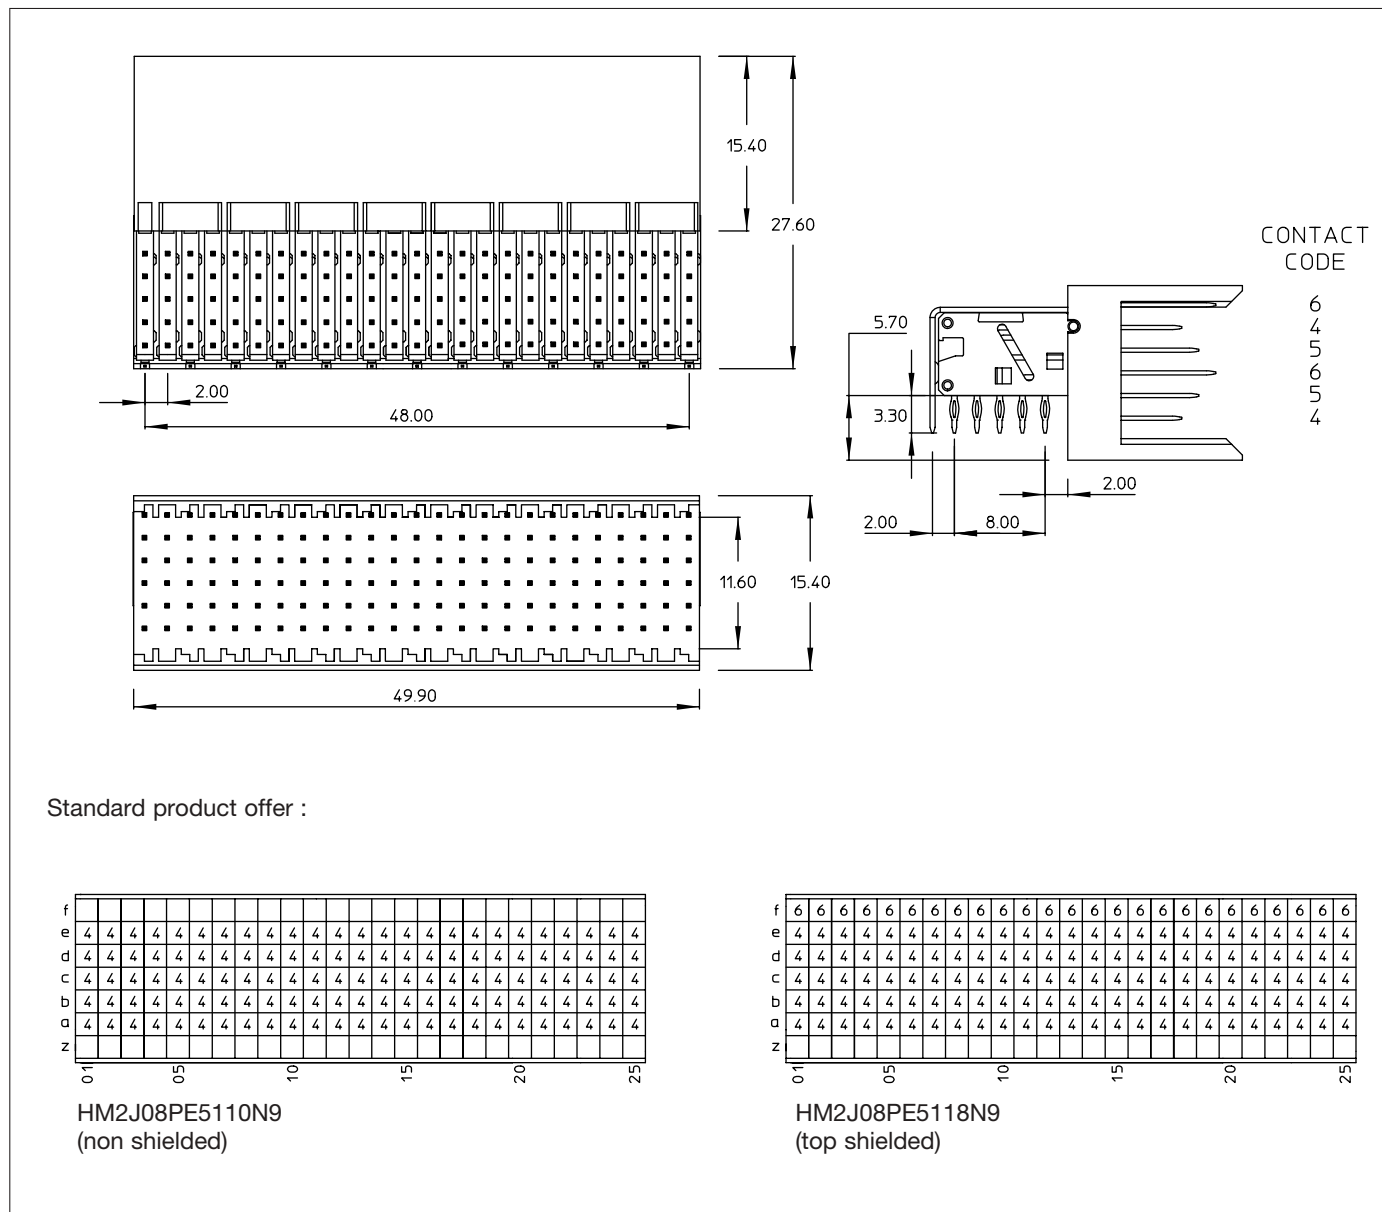 15.40
27.60
2.00
48.00
CONTACT
CODE
6
4
5
6
5
4
5.70
3.30
2.00
2.00
8.00
11.60
15.40
49.90
Standard product offer :
f
e 4 4 4 4 4 4 4 4 4 4 4 4 4 4 4 4 4 4 4 4 4 4 4 4 4
d 4 4 4 4 4 4 4 4 4 4 4 4 4 4 4 4 4 4 4 4 4 4 4 4 4
c 4 4 4 4 4 4 4 4 4 4 4 4 4 4 4 4 4 4 4 4 4 4 4 4 4
b 4 4 4 4 4 4 4 4 4 4 4 4 4 4 4 4 4 4 4 4 4 4 4 4 4
a 4 4 4 4 4 4 4 4 4 4 4 4 4 4 4 4 4 4 4 4 4 4 4 4 4
z
01 05 10 15 20 25
HM2J08PE5110N9
(non shielded)
f 6 6 6 6 6 6 6 6 6 6 6 6 6 6 6 6 6 6 6 6 6 6 6 6 6
e 4 4 4 4 4 4 4 4 4 4 4 4 4 4 4 4 4 4 4 4 4 4 4 4 4
d 4 4 4 4 4 4 4 4 4 4 4 4 4 4 4 4 4 4 4 4 4 4 4 4 4
c 4 4 4 4 4 4 4 4 4 4 4 4 4 4 4 4 4 4 4 4 4 4 4 4 4
b 4 4 4 4 4 4 4 4 4 4 4 4 4 4 4 4 4 4 4 4 4 4 4 4 4
a 4 4 4 4 4 4 4 4 4 4 4 4 4 4 4 4 4 4 4 4 4 4 4 4 4
z
01 05 10 15 20 25
HM2J08PE5118N9
(top shielded)